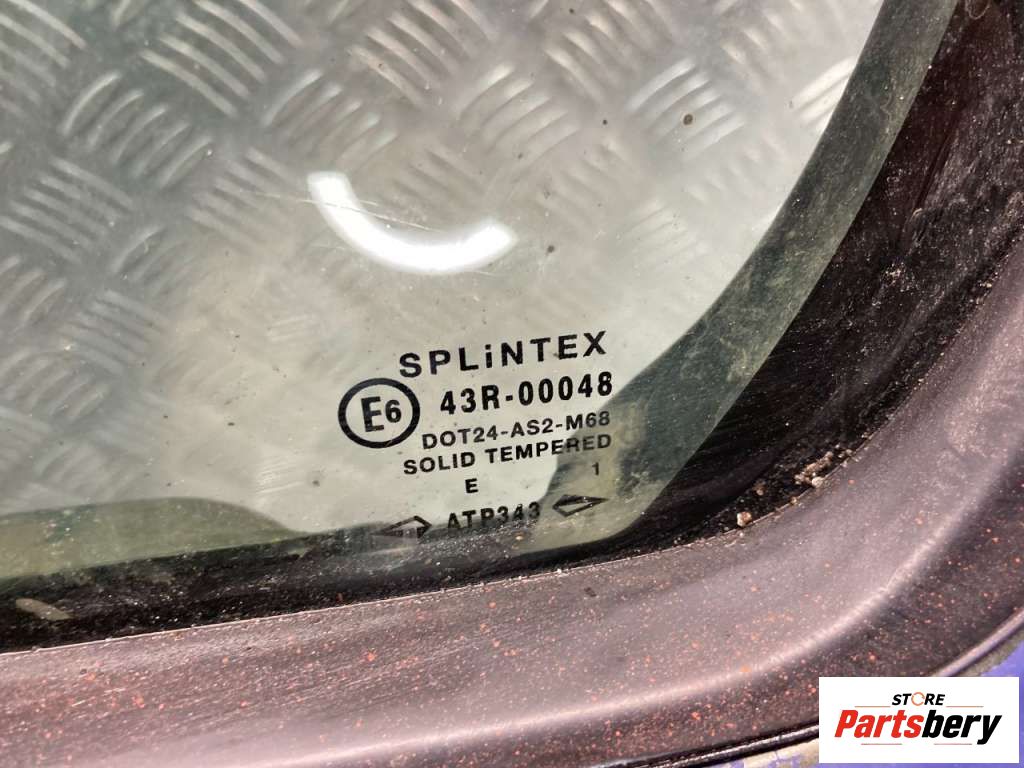 SPLiNTEX
E6 43R-00048
DOT24-AS2-M68
SOLID TEMPERED
E 1
ATP343
STORE
Partsbery